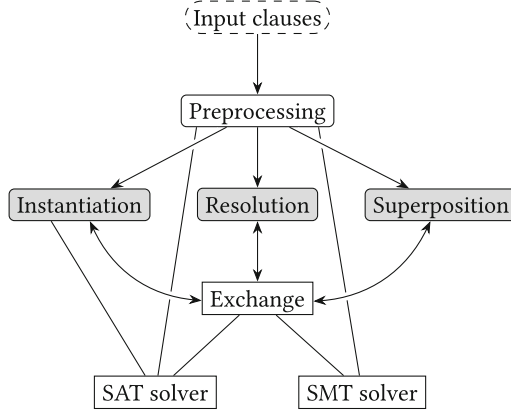 Input clauses
Preprocessing
Instantiation
Resolution
Superposition
Exchange
SAT solver
SMT solver